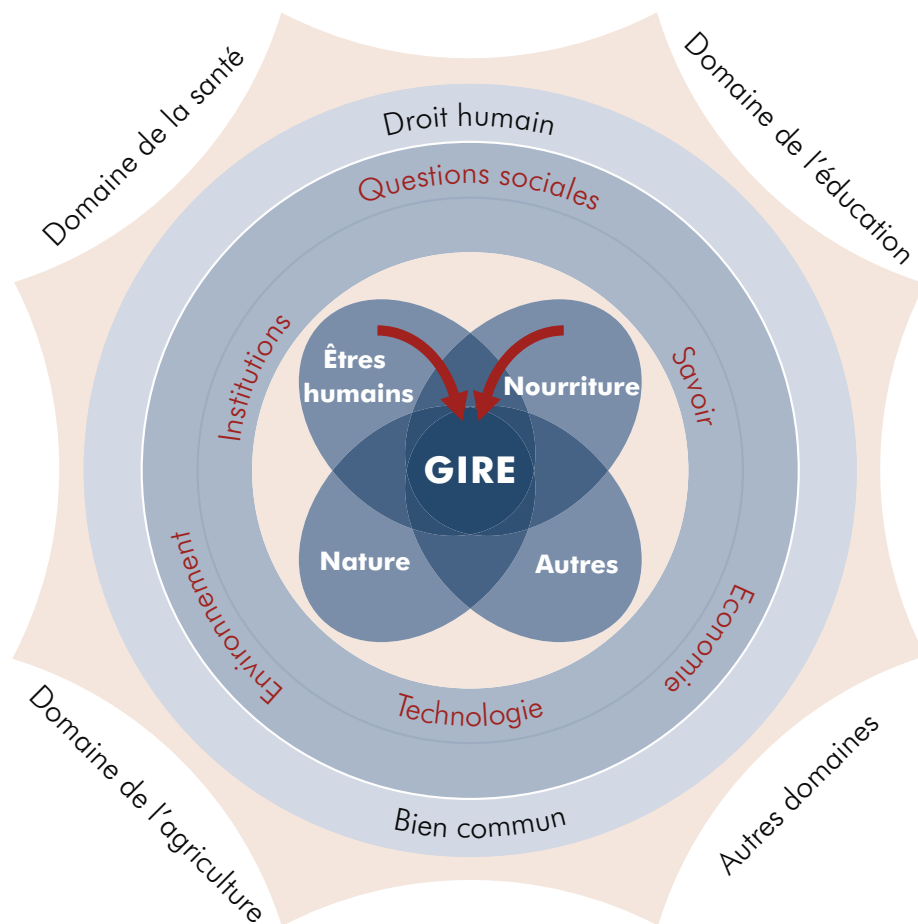 Domaine de la santé
Domaine de l'éducation
Droit humain
Questions sociales
Institutions
Savoir
Êtres
humains
Nourriture
GIRE
Nature
Autres
Environnement
Economie
Technologie
Bien commun
Domaine de l'agriculture
Autres domaines